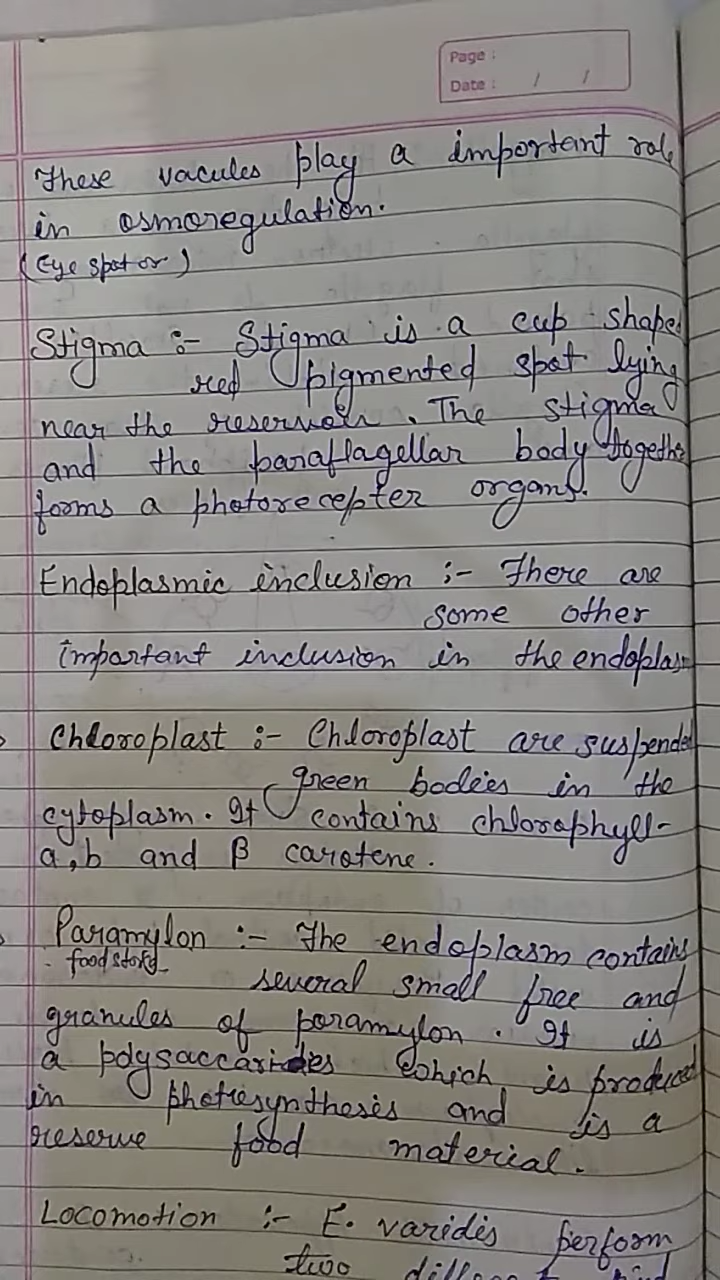 Page :
Date : / /
These vacules play a important role
in osmoregulation.
(Eye spot or)
Stigma :- Stigma is a cup shaped
red pigmented spot lying
near the reservoir. The stigma
and the paraflagellar body together
forms a photorecepter organs.
Endoplasmic inclusion :- There are
some other
important inclusion in the endoplasm
Chloroplast :- Chloroplast are suspended
green bodies in the
cytoplasm. It contains chloraphyll-
a, b and β carotene.
Paramylon :- The endoplasm contains
food story
several small free and
granules of paramylon. It is
a polysaccarides which is produced
in photosynthesis and is a
reserve food material.
Locomotion :- E. varidis perform
two